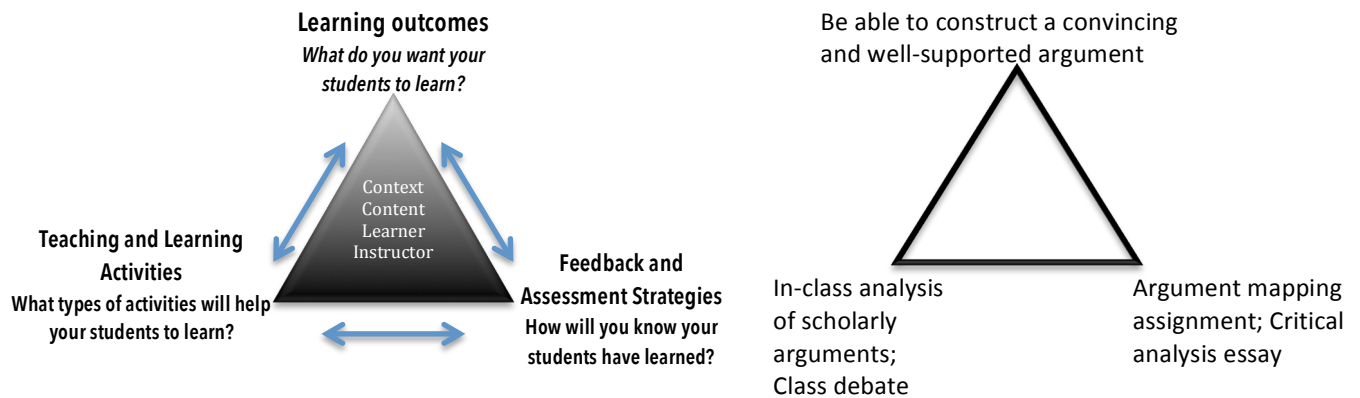 Learning outcomes
What do you want your
students to learn?
Context
Content
Learner
Instructor
Teaching and Learning
Activities
What types of activities will help
your students to learn?
Feedback and
Assessment Strategies
How will you know your
students have learned?
Be able to construct a convincing
and well-supported argument
In-class analysis
of scholarly
arguments;
Class debate
Argument mapping
assignment; Critical
analysis essay